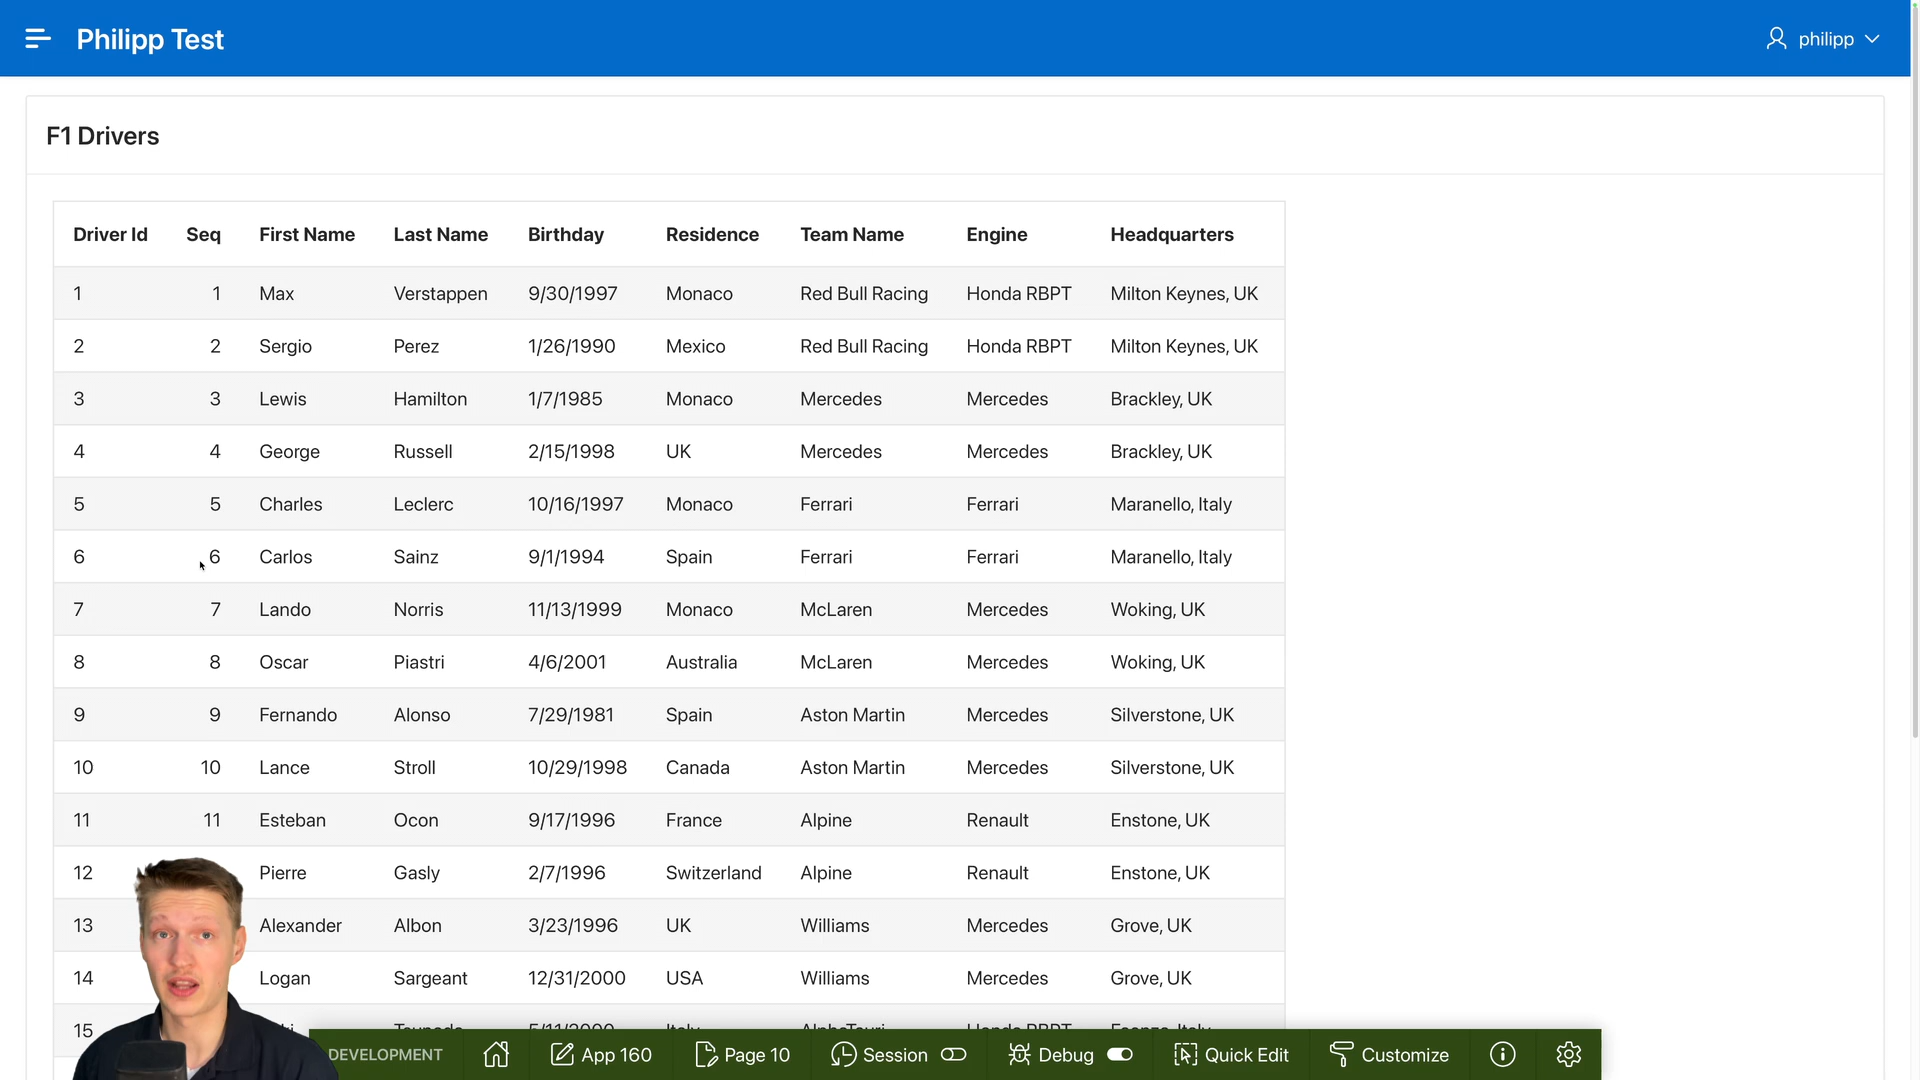 Philipp Test
philipp
F1 Drivers
Driver Id Seq First Name Last Name Birthday Residence Team Name Engine Headquarters
1 1 Max Verstappen 9/30/1997 Monaco Red Bull Racing Honda RBPT Milton Keynes, UK
2 2 Sergio Perez 1/26/1990 Mexico Red Bull Racing Honda RBPT Milton Keynes, UK
3 3 Lewis Hamilton 1/7/1985 Monaco Mercedes Mercedes Brackley, UK
4 4 George Russell 2/15/1998 UK Mercedes Mercedes Brackley, UK
5 5 Charles Leclerc 10/16/1997 Monaco Ferrari Ferrari Maranello, Italy
6 6 Carlos Sainz 9/1/1994 Spain Ferrari Ferrari Maranello, Italy
7 7 Lando Norris 11/13/1999 Monaco McLaren Mercedes Woking, UK
8 8 Oscar Piastri 4/6/2001 Australia McLaren Mercedes Woking, UK
9 9 Fernando Alonso 7/29/1981 Spain Aston Martin Mercedes Silverstone, UK
10 10 Lance Stroll 10/29/1998 Canada Aston Martin Mercedes Silverstone, UK
11 11 Esteban Ocon 9/17/1996 France Alpine Renault Enstone, UK
12 Pierre Gasly 2/7/1996 Switzerland Alpine Renault Enstone, UK
13 Alexander Albon 3/23/1996 UK Williams Mercedes Grove, UK
14 Logan Sargeant 12/31/2000 USA Williams Mercedes Grove, UK
15 Tsunoda 5/11/2000 Italy AlphaTauri Honda RBPT Faenza, Italy
DEVELOPMENT App 160 Page 10 Session Debug Quick Edit Customize